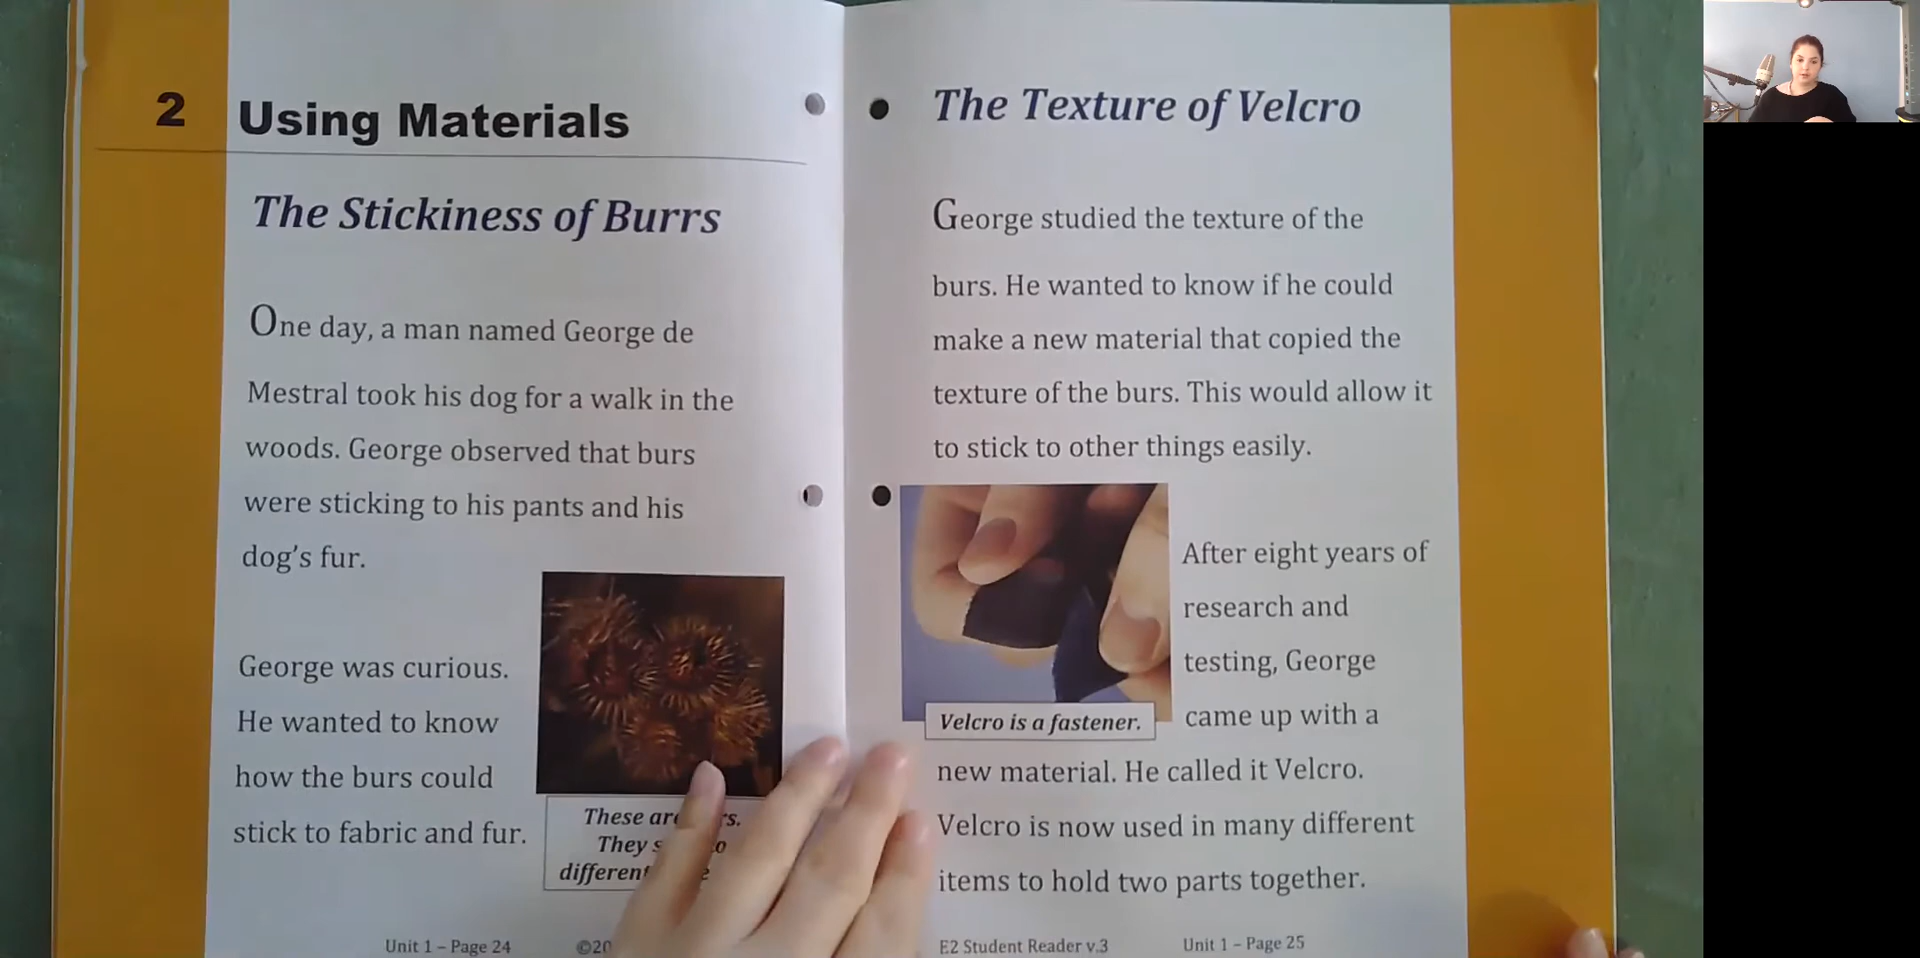 2 Using Materials
The Stickiness of Burrs
One day, a man named George de
Mestral took his dog for a walk in the
woods. George observed that burs
were sticking to his pants and his
dog's fur.
George was curious.
He wanted to know
how the burs could
stick to fabric and fur.
These are
They
different
Unit 1 – Page 24
The Texture of Velcro
George studied the texture of the
burs. He wanted to know if he could
make a new material that copied the
texture of the burs. This would allow it
to stick to other things easily.
After eight years of
research and
testing, George
came up with a
Velcro is a fastener.
new material. He called it Velcro.
Velcro is now used in many different
items to hold two parts together.
E2 Student Reader v.3
Unit 1 – Page 25